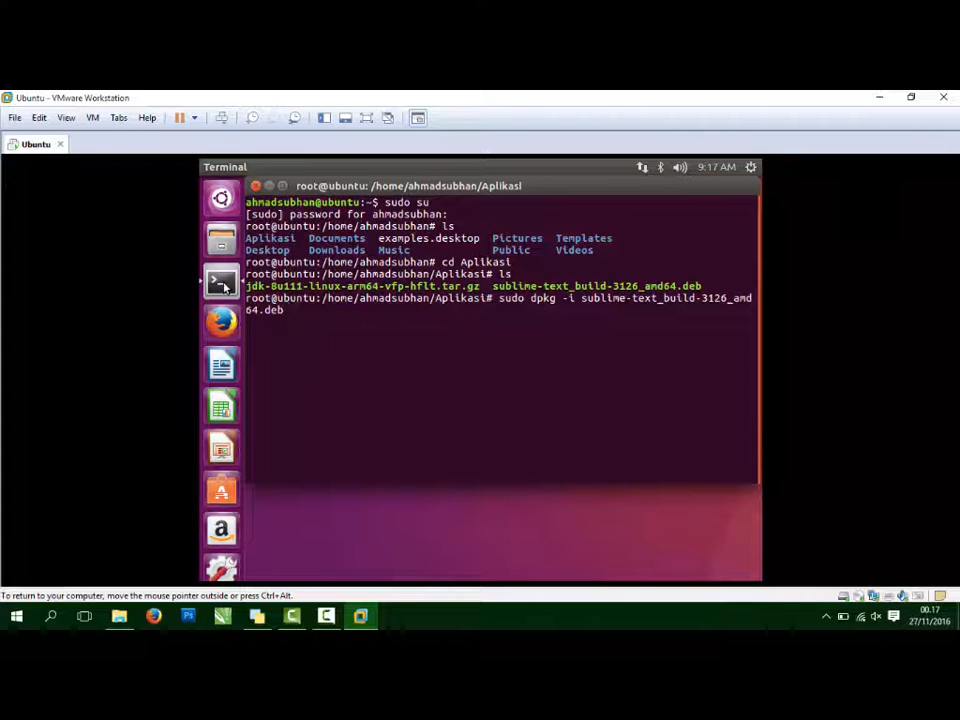 Ubuntu - VMware Workstation
File Edit View VM Tabs Help
Ubuntu
Terminal 9:17 AM
root@ubuntu: /home/ahmadsubhan/Aplikasi
ahmadsubhan@ubuntu:~$ sudo su
[sudo] password for ahmadsubhan:
root@ubuntu:/home/ahmadsubhan# ls
Aplikasi Documents examples.desktop Pictures Templates
Desktop Downloads Music Public Videos
root@ubuntu:/home/ahmadsubhan# cd Aplikasi
root@ubuntu:/home/ahmadsubhan/Aplikasi# ls
jdk-8u111-linux-arm64-vfp-hflt.tar.gz sublime-text_build-3126_amd64.deb
root@ubuntu:/home/ahmadsubhan/Aplikasi# sudo dpkg -i sublime-text_build-3126_amd
64.deb
To return to your computer, move the mouse pointer outside or press Ctrl+Alt.
Ps
00.17
27/11/2016